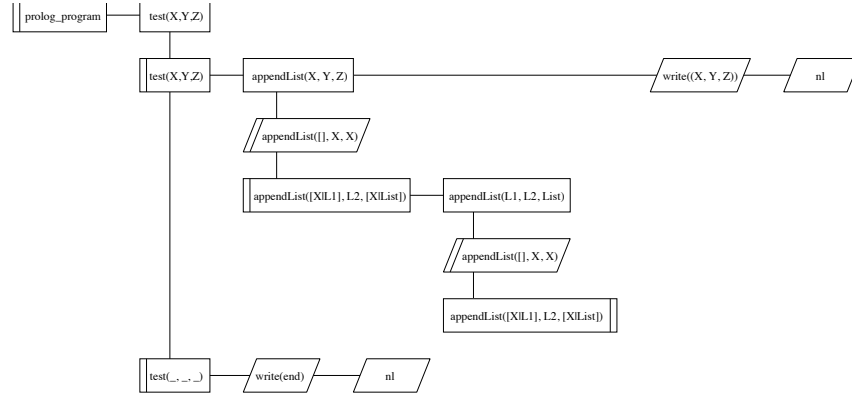 prolog_program
test(X,Y,Z)
test(X,Y,Z)
appendList(X, Y, Z)
write((X, Y, Z))
nl
appendList([], X, X)
appendList([X|L1], L2, [X|List])
appendList(L1, L2, List)
appendList([], X, X)
appendList([X|L1], L2, [X|List])
test(_, _, _)
write(end)
nl